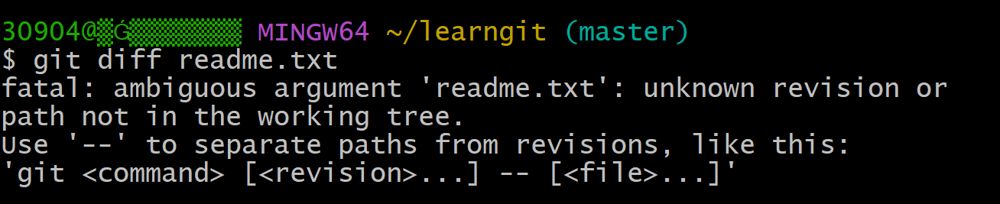 30904@ MINGW64 ~/learngit (master)
$ git diff readme.txt
fatal: ambiguous argument 'readme.txt': unknown revision or
path not in the working tree.
Use '--' to separate paths from revisions, like this:
'git <command> [<revision>...] -- [<file>...]'